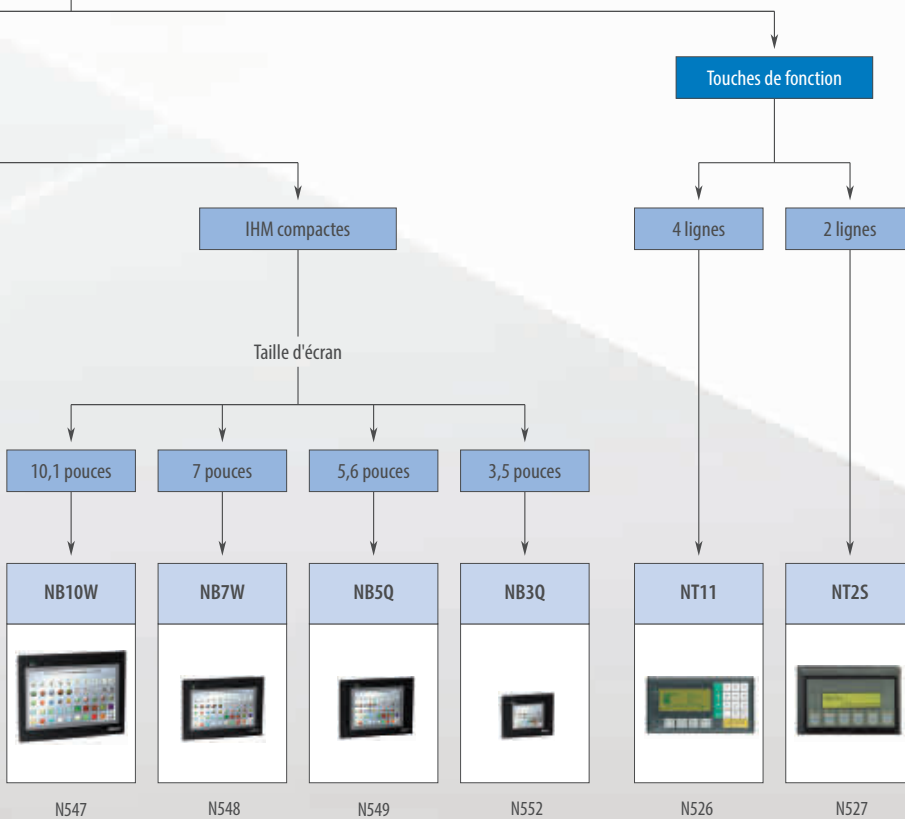 Touches de fonction
IHM compactes
4 lignes
2 lignes
Taille d'écran
10,1 pouces
7 pouces
5,6 pouces
3,5 pouces
NB10W
NB7W
NB5Q
NB3Q
NT11
NT2S
N547
N548
N549
N552
N526
N527